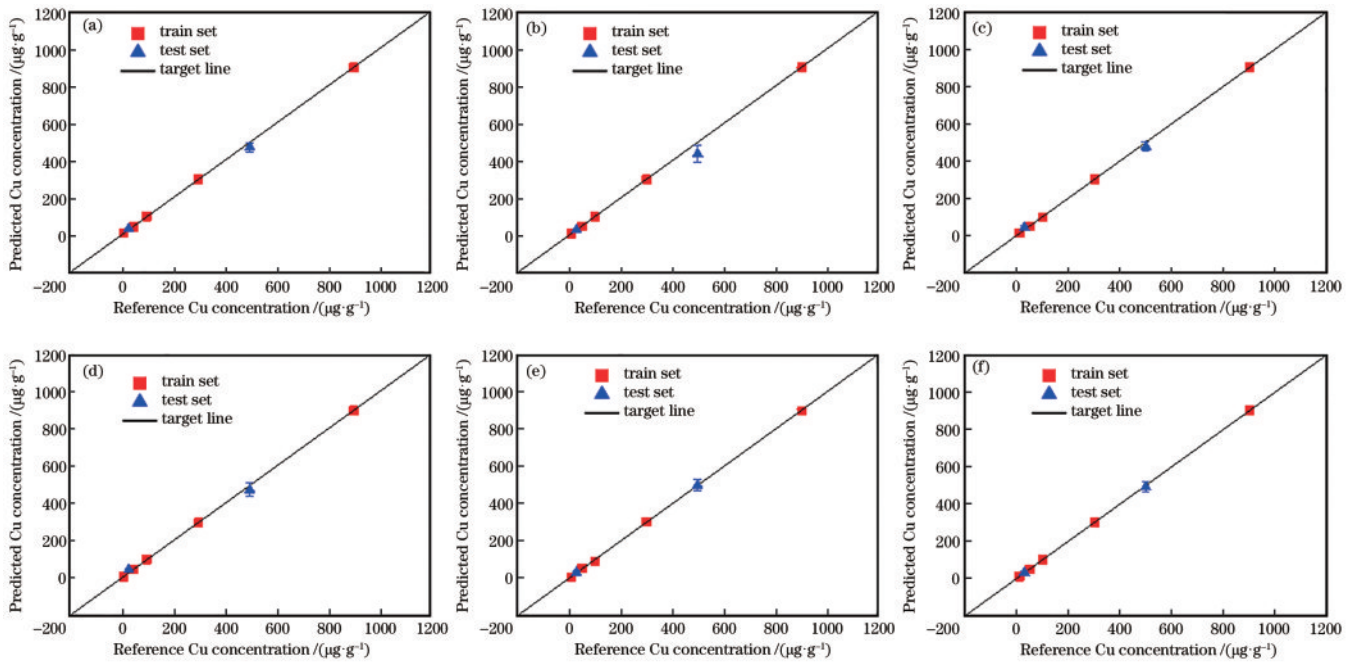 (a)
train set
test set
target line
1200
1000
800
600
400
200
0
−200
0 200 400 600 800 1000 1200
Predicted Cu concentration /(μg·g⁻¹)
Reference Cu concentration /(μg·g⁻¹)
(b)
train set
test set
target line
1200
1000
800
600
400
200
0
−200
0 200 400 600 800 1000 1200
Predicted Cu concentration /(μg·g⁻¹)
Reference Cu concentration /(μg·g⁻¹)
(c)
train set
test set
target line
1200
1000
800
600
400
200
0
−200
0 200 400 600 800 1000 1200
Predicted Cu concentration /(μg·g⁻¹)
Reference Cu concentration /(μg·g⁻¹)
(d)
train set
test set
target line
1200
1000
800
600
400
200
0
−200
0 200 400 600 800 1000 1200
Predicted Cu concentration /(μg·g⁻¹)
Reference Cu concentration /(μg·g⁻¹)
(e)
train set
test set
target line
1200
1000
800
600
400
200
0
−200
0 200 400 600 800 1000 1200
Predicted Cu concentration /(μg·g⁻¹)
Reference Cu concentration /(μg·g⁻¹)
(f)
train set
test set
target line
1200
1000
800
600
400
200
0
−200
0 200 400 600 800 1000 1200
Predicted Cu concentration /(μg·g⁻¹)
Reference Cu concentration /(μg·g⁻¹)